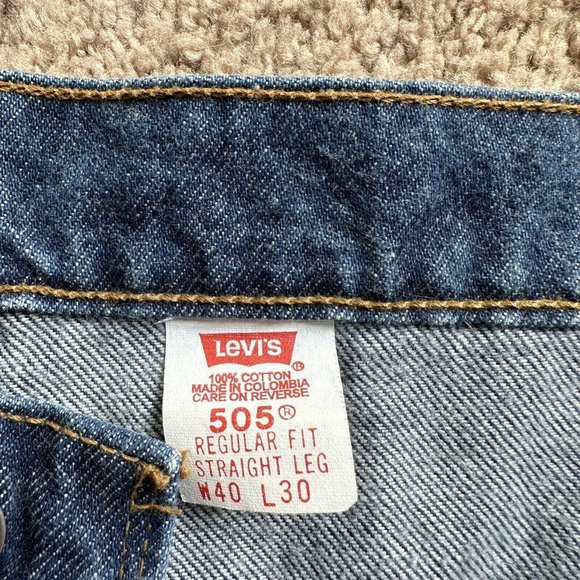 Levi's ®
100% COTTON
MADE IN COLOMBIA
CARE ON REVERSE
505®
REGULAR FIT
STRAIGHT LEG
W40 L30